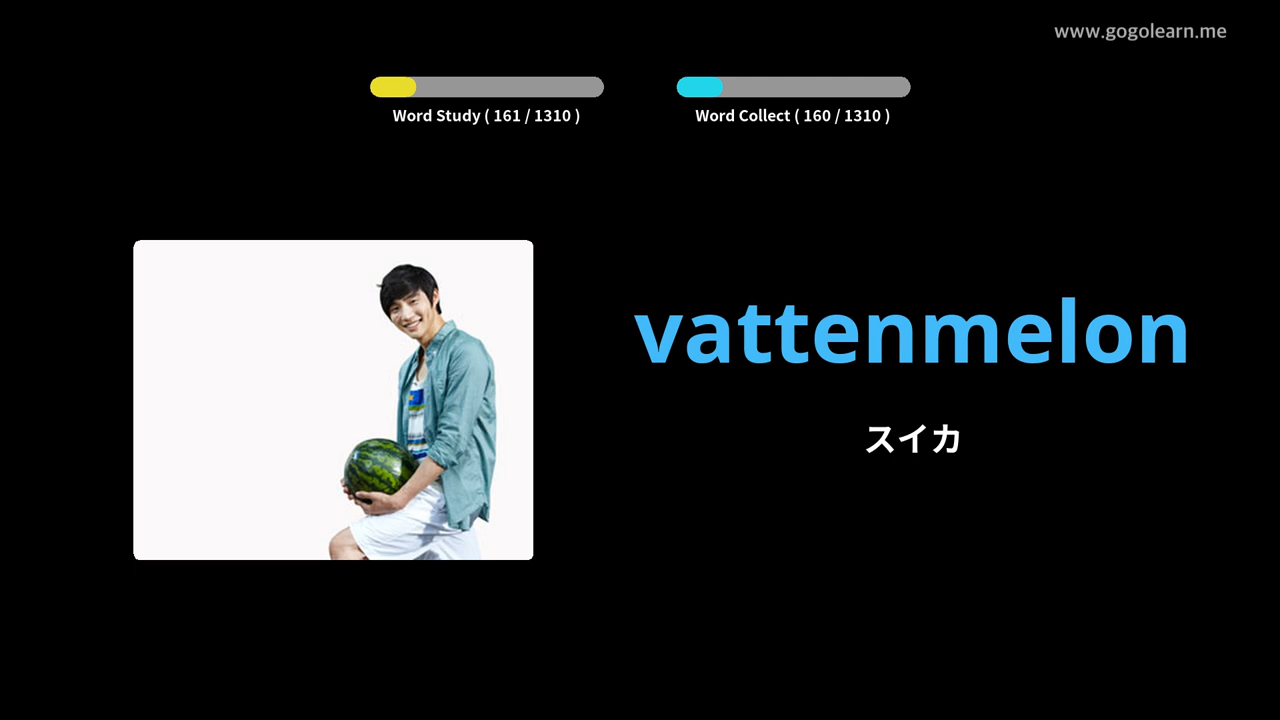 www.gogolearn.me
Word Study ( 161 / 1310 )
Word Collect ( 160 / 1310 )
vattenmelon
スイカ